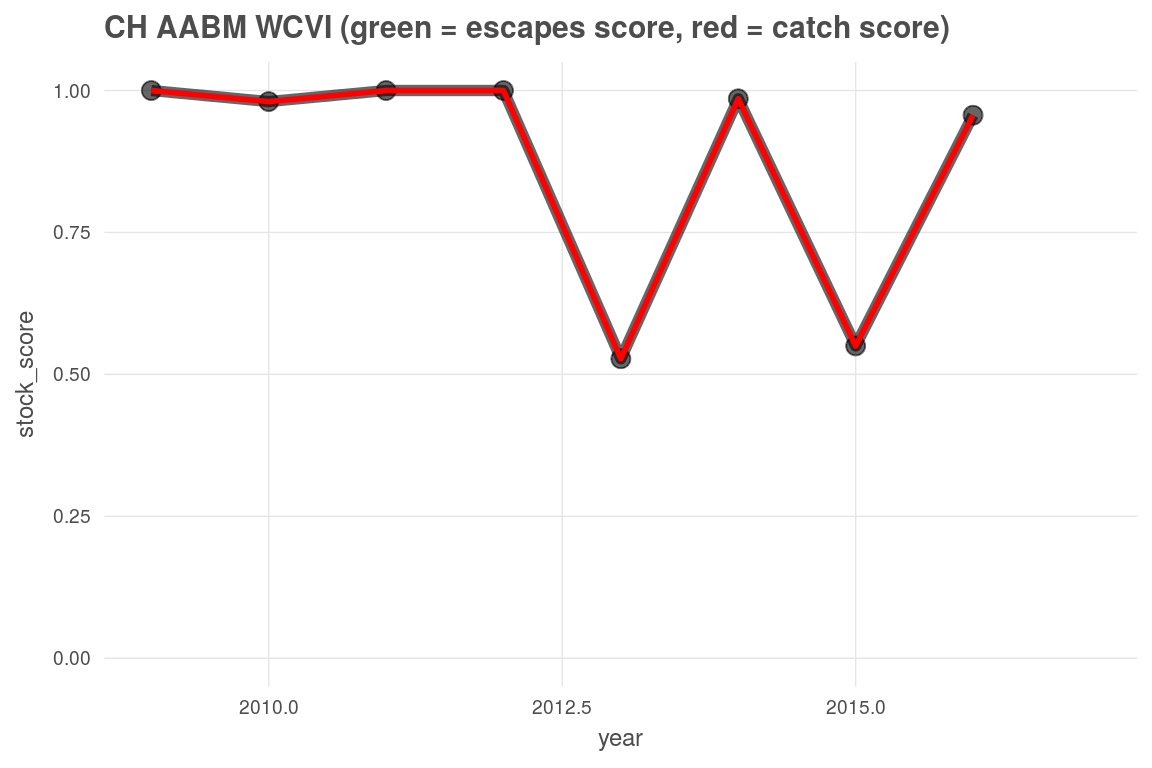 CH AABM WCVI (green = escapes score, red = catch score)
1.00
0.75
0.50
0.25
0.00
stock_score
2010.0 2012.5 2015.0
year